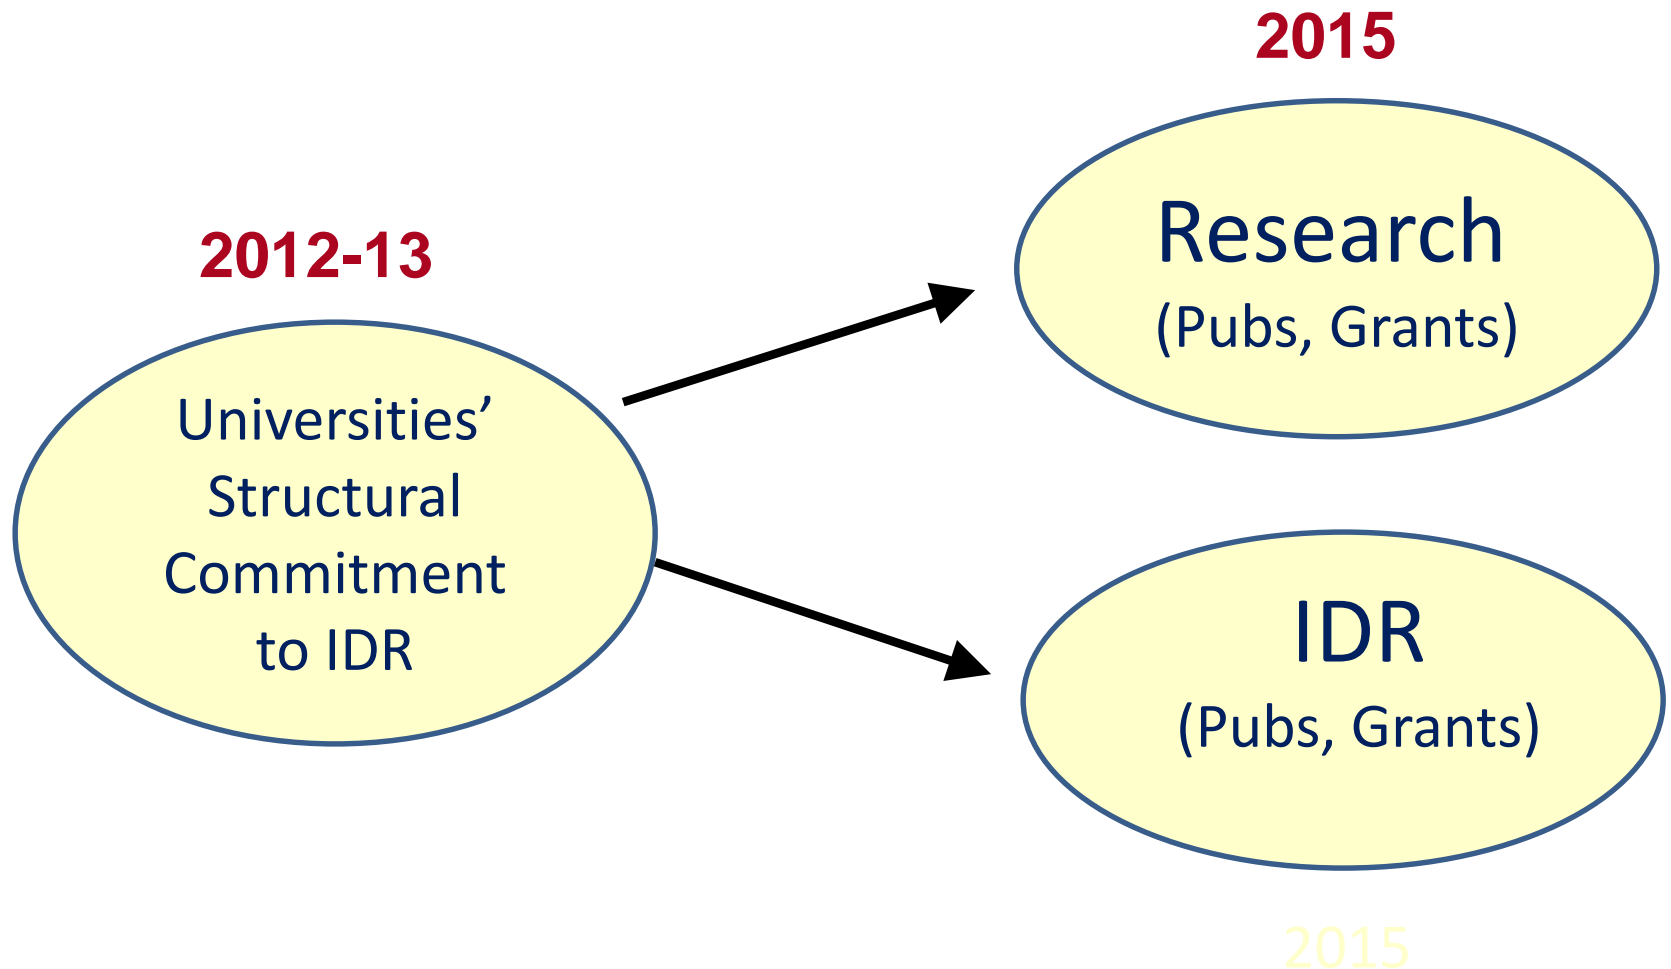 2015
2012-13
Research
(Pubs, Grants)
Universities’
Structural
Commitment
to IDR
IDR
(Pubs, Grants)
2015